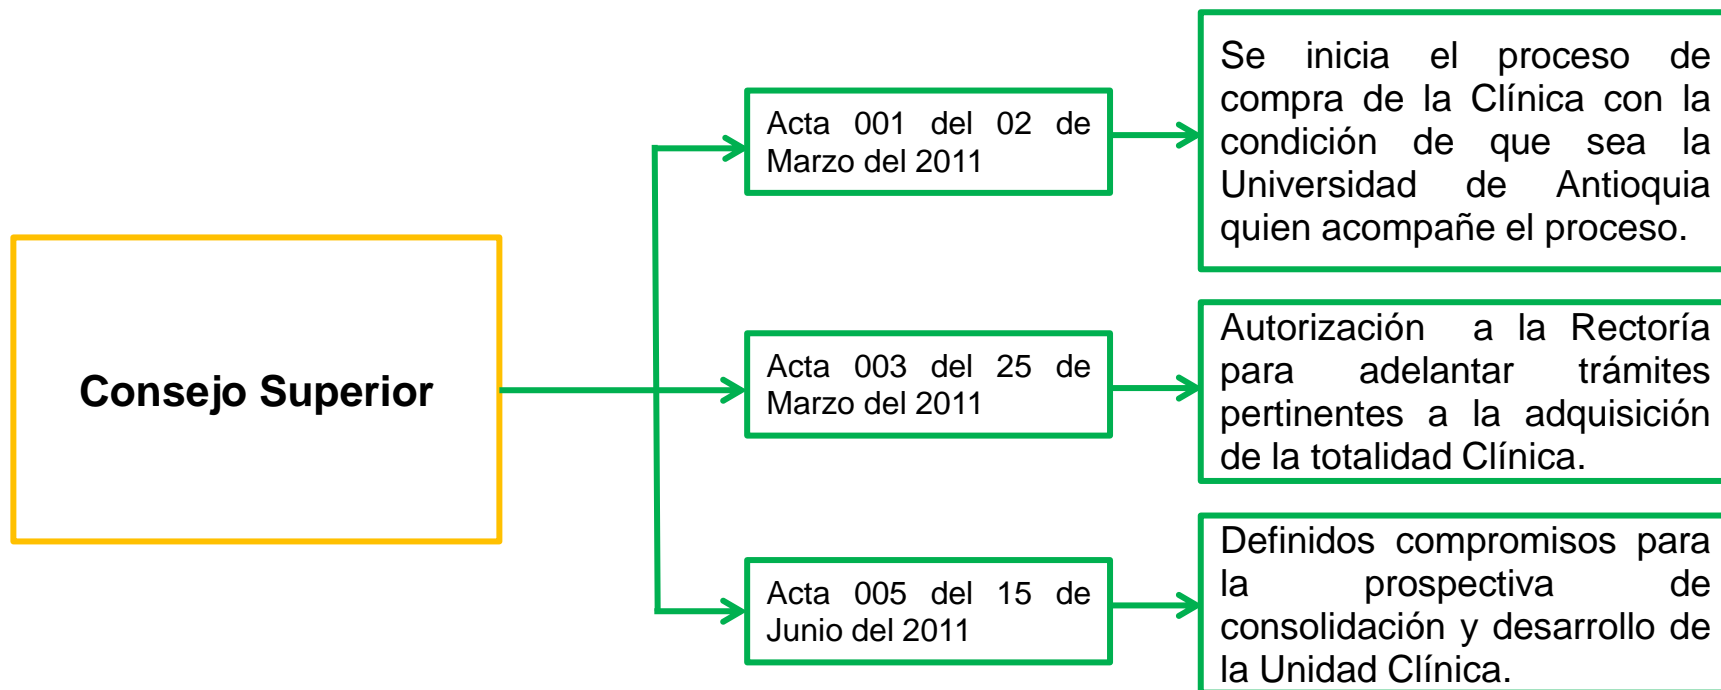 Consejo Superior
Acta 001 del 02 de
Marzo del 2011
Se inicia el proceso de
compra de la Clínica con la
condición de que sea la
Universidad de Antioquia
quien acompañe el proceso.
Acta 003 del 25 de
Marzo del 2011
Autorización a la Rectoría
para adelantar trámites
pertinentes a la adquisición
de la totalidad Clínica.
Acta 005 del 15 de
Junio del 2011
Definidos compromisos para
la prospectiva de
consolidación y desarrollo de
la Unidad Clínica.